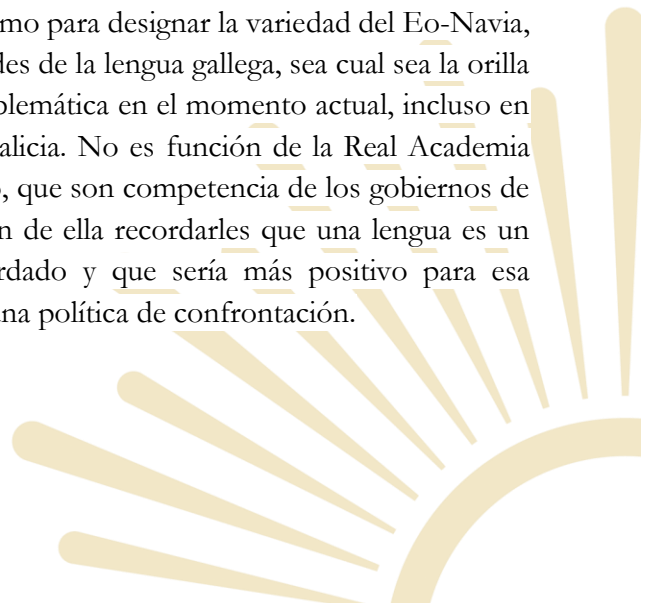 mo para designar la variedad del Eo-Navia,
des de la lengua gallega, sea cual sea la orilla
blemática en el momento actual, incluso en
alicia. No es función de la Real Academia
o, que son competencia de los gobiernos de
n de ella recordarles que una lengua es un
rdado y que sería más positivo para esa
una política de confrontación.